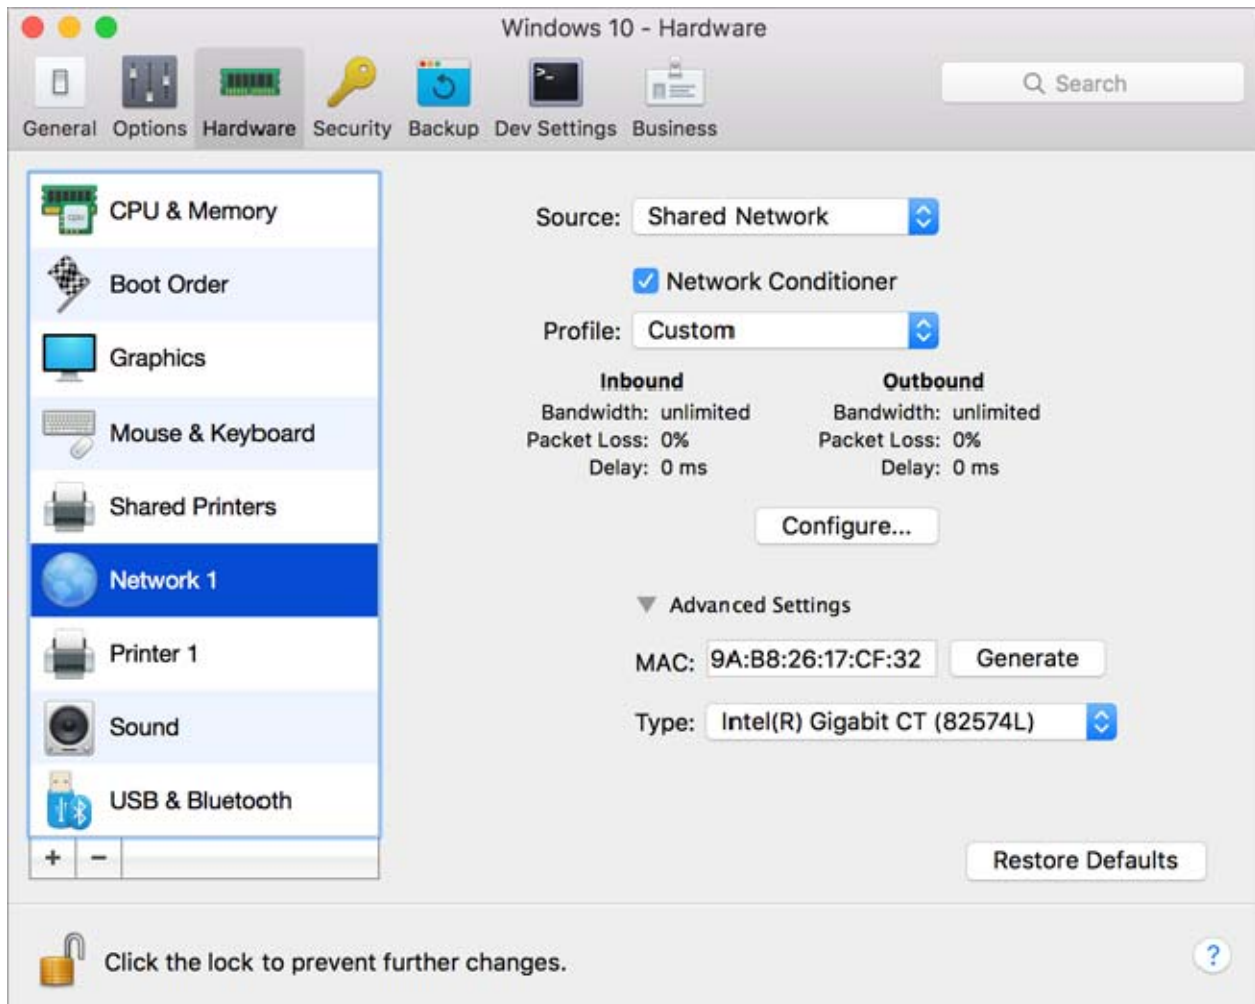 Windows 10 - Hardware
Search
General Options Hardware Security Backup Dev Settings Business
CPU & Memory
Boot Order
Graphics
Mouse & Keyboard
Shared Printers
Network 1
Printer 1
Sound
USB & Bluetooth
+ −
Source: Shared Network
Network Conditioner
Profile: Custom
Inbound Outbound
Bandwidth: unlimited Bandwidth: unlimited
Packet Loss: 0% Packet Loss: 0%
Delay: 0 ms Delay: 0 ms
Configure...
Advanced Settings
MAC: 9A:B8:26:17:CF:32 Generate
Type: Intel(R) Gigabit CT (82574L)
Restore Defaults
Click the lock to prevent further changes.
?